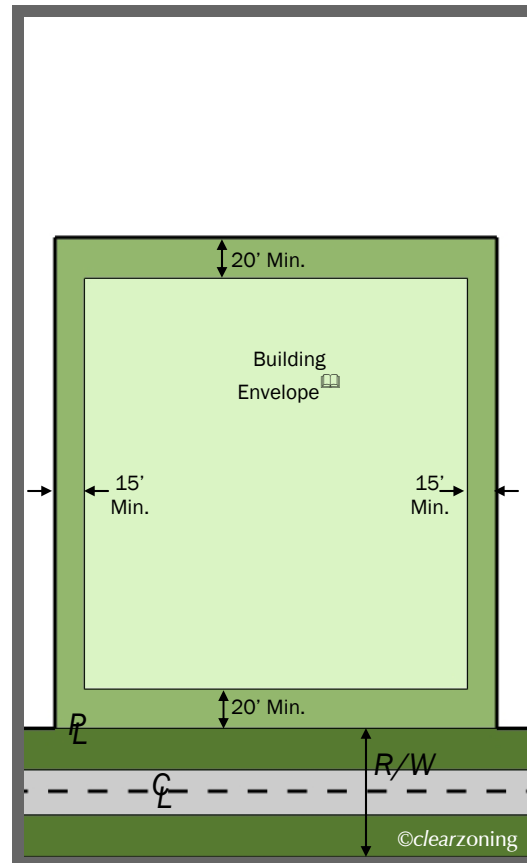 20' Min.
Building
Envelope
15'
Min.
15'
Min.
20' Min.
PL
R/W
CL
©clearzoning